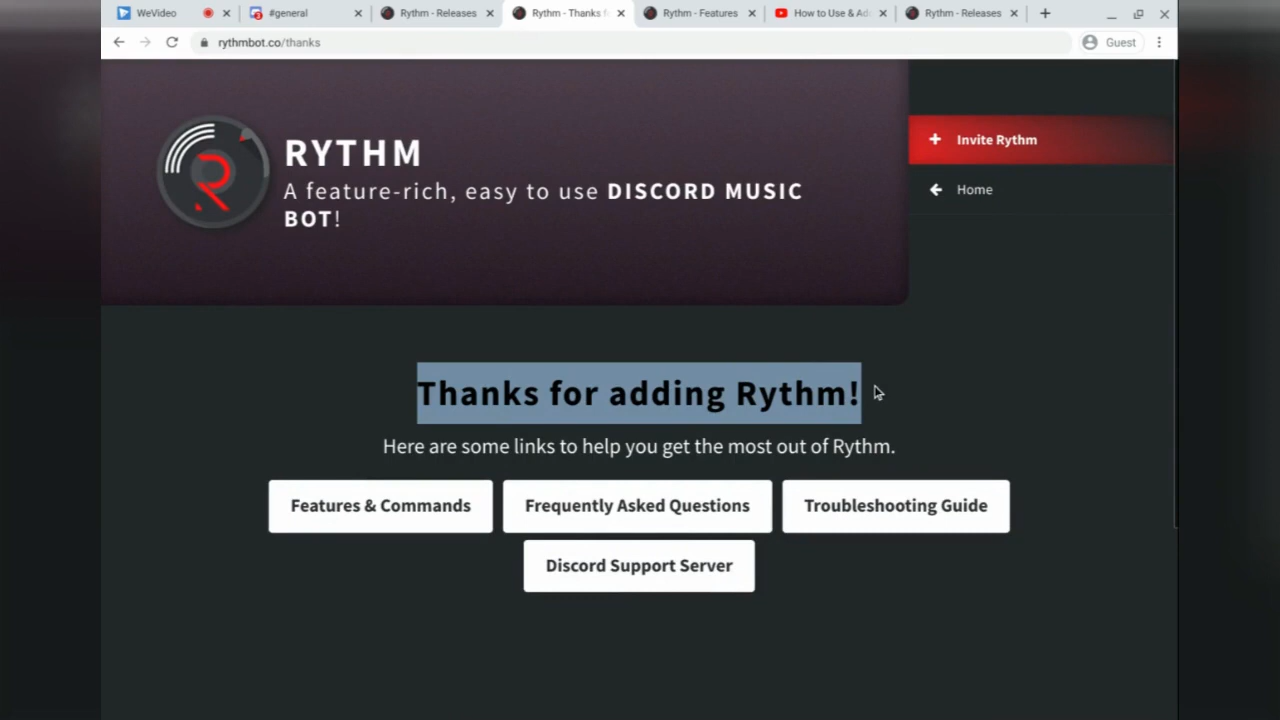 WeVideo
#general
Rythm - Releases
Rythm - Thanks f
Rythm - Features
How to Use & Ad
Rythm - Releases
rythmbot.co/thanks
Guest
RYTHM
A feature-rich, easy to use DISCORD MUSIC
BOT!
Invite Rythm
Home
Thanks for adding Rythm!
Here are some links to help you get the most out of Rythm.
Features & Commands
Frequently Asked Questions
Troubleshooting Guide
Discord Support Server